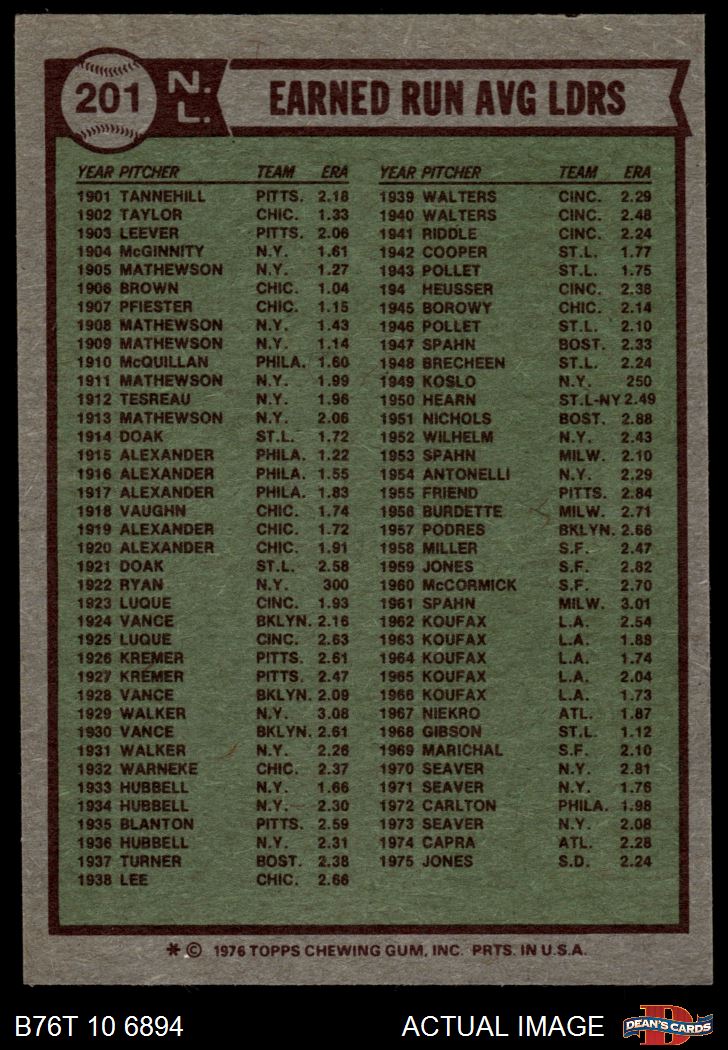 201 N.L. EARNED RUN AVG LDRS
YEAR PITCHER TEAM ERA
1901 TANNEHILL PITTS. 2.18
1902 TAYLOR CHIC. 1.33
1903 LEEVER PITTS. 2.06
1904 McGINNITY N.Y. 1.61
1905 MATHEWSON N.Y. 1.27
1906 BROWN CHIC. 1.04
1907 PFIESTER CHIC. 1.15
1908 MATHEWSON N.Y. 1.43
1909 MATHEWSON N.Y. 1.14
1910 McQUILLAN PHILA. 1.60
1911 MATHEWSON N.Y. 1.99
1912 TESREAU N.Y. 1.96
1913 MATHEWSON N.Y. 2.06
1914 DOAK ST.L. 1.72
1915 ALEXANDER PHILA. 1.22
1916 ALEXANDER PHILA. 1.55
1917 ALEXANDER PHILA. 1.83
1918 VAUGHN CHIC. 1.74
1919 ALEXANDER CHIC. 1.72
1920 ALEXANDER CHIC. 1.91
1921 DOAK ST.L. 2.58
1922 RYAN N.Y. 300
1923 LUQUE CINC. 1.93
1924 VANCE BKLYN. 2.16
1925 LUQUE CINC. 2.63
1926 KREMER PITTS. 2.61
1927 KREMER PITTS. 2.47
1928 VANCE BKLYN. 2.09
1929 WALKER N.Y. 3.08
1930 VANCE BKLYN. 2.61
1931 WALKER N.Y. 2.26
1932 WARNEKE CHIC. 2.37
1933 HUBBELL N.Y. 1.66
1934 HUBBELL N.Y. 2.30
1935 BLANTON PITTS. 2.59
1936 HUBBELL N.Y. 2.31
1937 TURNER BOST. 2.38
1938 LEE CHIC. 2.66
YEAR PITCHER TEAM ERA
1939 WALTERS CINC. 2.29
1940 WALTERS CINC. 2.48
1941 RIDDLE CINC. 2.24
1942 COOPER ST.L. 1.77
1943 POLLET ST.L. 1.75
194 HEUSSER CINC. 2.38
1945 BOROWY CHIC. 2.14
1946 POLLET ST.L. 2.10
1947 SPAHN BOST. 2.33
1948 BRECHEEN ST.L. 2.24
1949 KOSLO N.Y. 250
1950 HEARN ST.L-NY 2.49
1951 NICHOLS BOST. 2.88
1952 WILHELM N.Y. 2.43
1953 SPAHN MILW. 2.10
1954 ANTONELLI N.Y. 2.29
1955 FRIEND PITTS. 2.84
1956 BURDETTE MILW. 2.71
1957 PODRES BKLYN. 2.66
1958 MILLER S.F. 2.47
1959 JONES S.F. 2.82
1960 McCORMICK S.F. 2.70
1961 SPAHN MILW. 3.01
1962 KOUFAX L.A. 2.54
1963 KOUFAX L.A. 1.88
1964 KOUFAX L.A. 1.74
1965 KOUFAX L.A. 2.04
1966 KOUFAX L.A. 1.73
1967 NIEKRO ATL. 1.87
1968 GIBSON ST.L. 1.12
1969 MARICHAL S.F. 2.10
1970 SEAVER N.Y. 2.81
1971 SEAVER N.Y. 1.76
1972 CARLTON PHILA. 1.98
1973 SEAVER N.Y. 2.08
1974 CAPRA ATL. 2.28
1975 JONES S.D. 2.24
* © 1976 TOPPS CHEWING GUM, INC. PRTS. IN U.S.A.
B76T 10 6894 ACTUAL IMAGE D DEAN'S CARDS